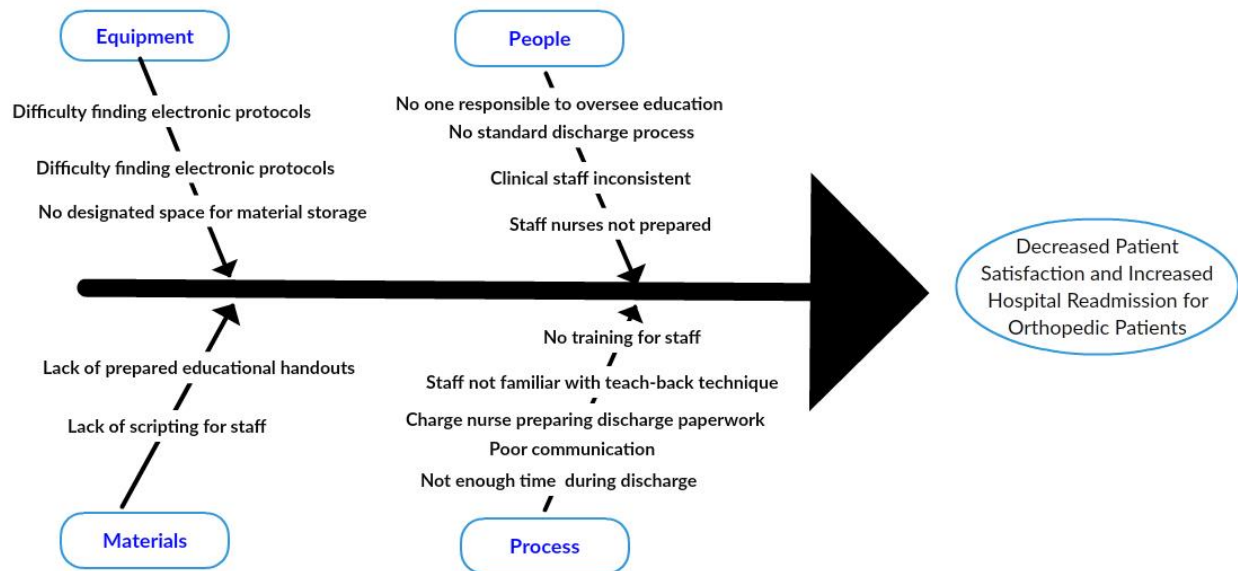 Equipment
Difficulty finding electronic protocols
Difficulty finding electronic protocols
No designated space for material storage
People
No one responsible to oversee education
No standard discharge process
Clinical staff inconsistent
Staff nurses not prepared
Decreased Patient
Satisfaction and Increased
Hospital Readmission for
Orthopedic Patients
Lack of prepared educational handouts
Lack of scripting for staff
Materials
No training for staff
Staff not familiar with teach-back technique
Charge nurse preparing discharge paperwork
Poor communication
Not enough time during discharge
Process